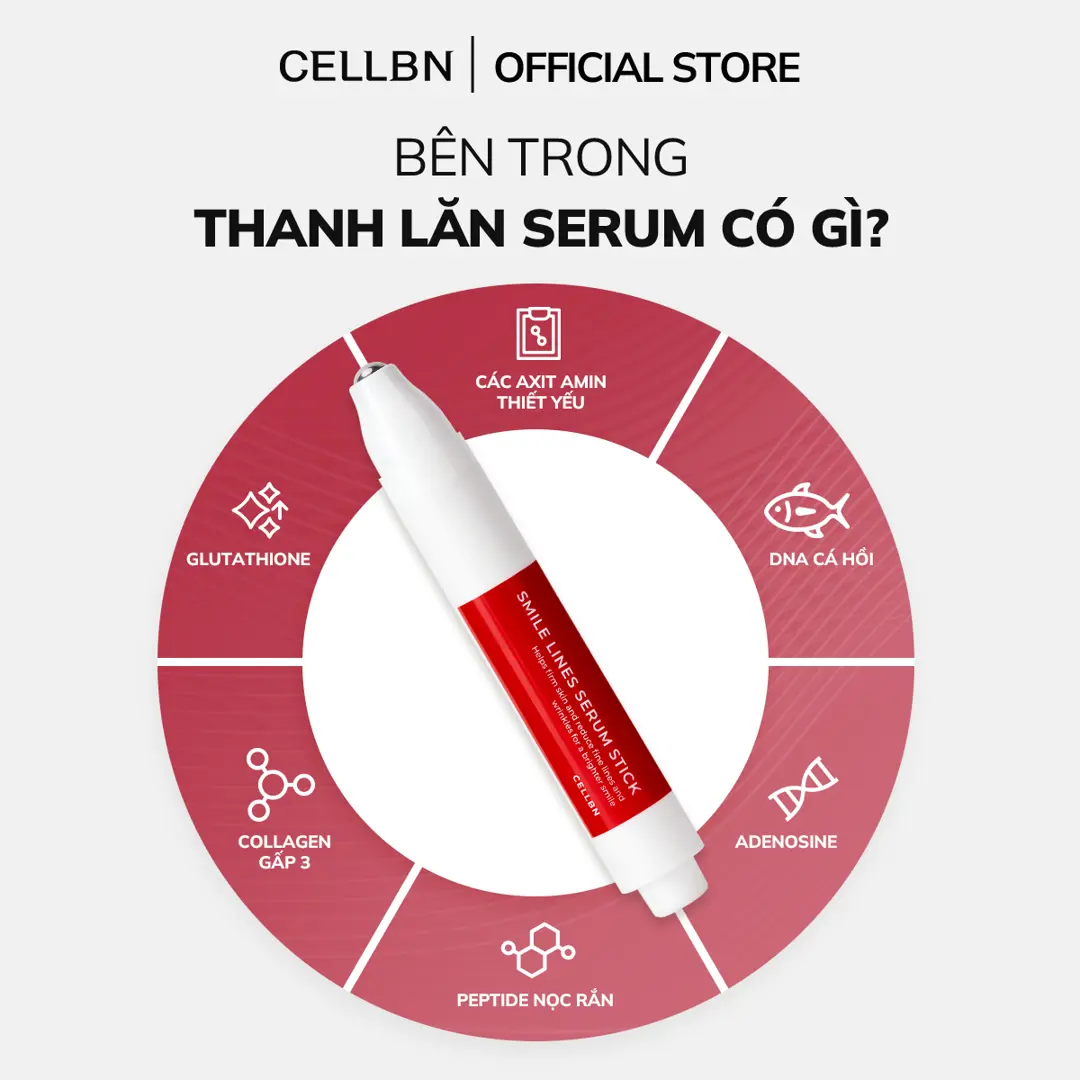 CELLBN | OFFICIAL STORE
BÊN TRONG
THANH LĂN SERUM CÓ GÌ?
CÁC AXIT AMIN
THIẾT YẾU
GLUTATHIONE
DNA CÁ HỒI
SMILE LINES SERUM STICK
Helps firm skin and reduce fine lines and
wrinkles for a brighter smile
CELLBN
COLLAGEN
GẤP 3
ADENOSINE
PEPTIDE NỌC RẮN